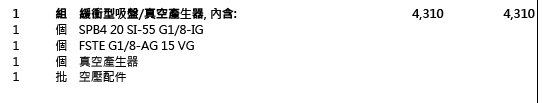 1 組 緩衝型吸盤/真空產生器, 內含: 4,310 4,310
1 個 SPB4 20 SI-55 G1/8-IG
1 個 FSTE G1/8-AG 15 VG
1 個 真空產生器
1 批 空壓配件